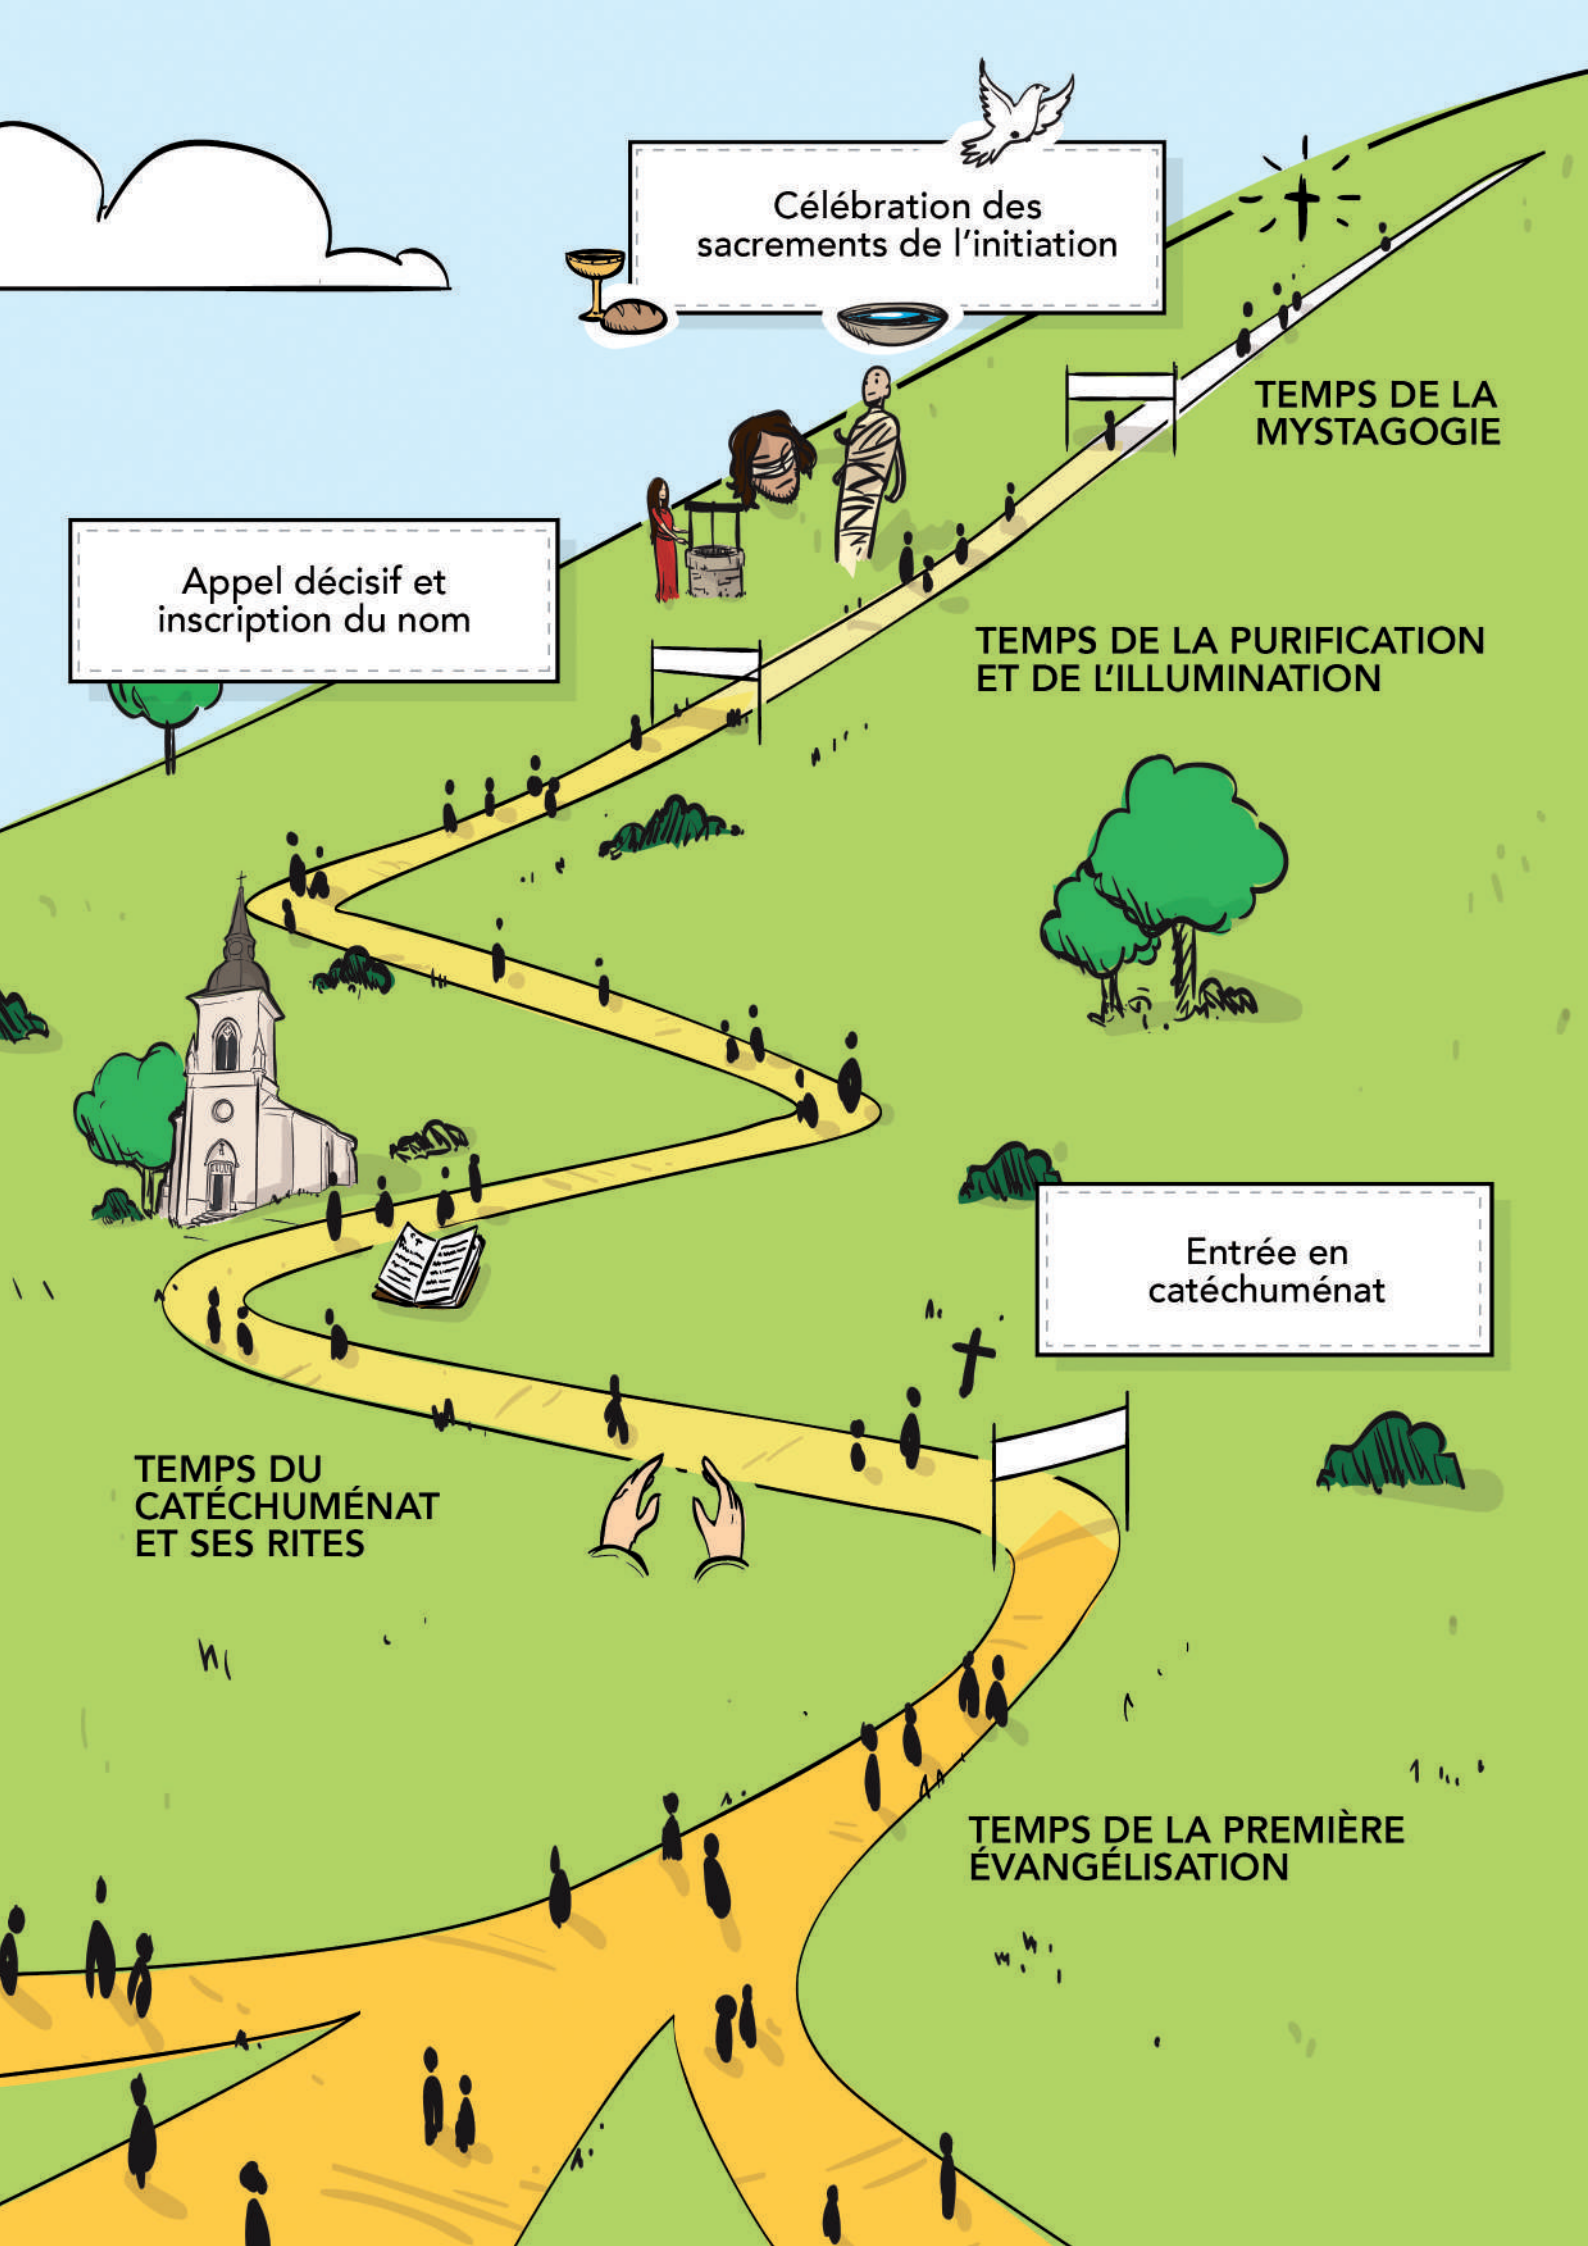 Célébration des
sacrements de l'initiation
TEMPS DE LA
MYSTAGOGIE
Appel décisif et
inscription du nom
TEMPS DE LA PURIFICATION
ET DE L'ILLUMINATION
Entrée en
catéchuménat
TEMPS DU
CATÉCHUMÉNAT
ET SES RITES
TEMPS DE LA PREMIÈRE
ÉVANGÉLISATION